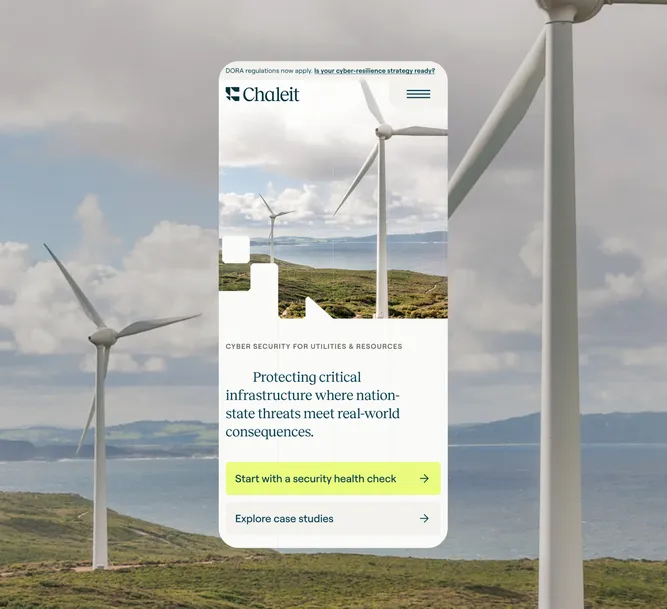 DORA regulations now apply. Is your cyber-resilience strategy ready?
Chaleit
CYBER SECURITY FOR UTILITIES & RESOURCES
Protecting critical
infrastructure where nation-
state threats meet real-world
consequences.
Start with a security health check
Explore case studies